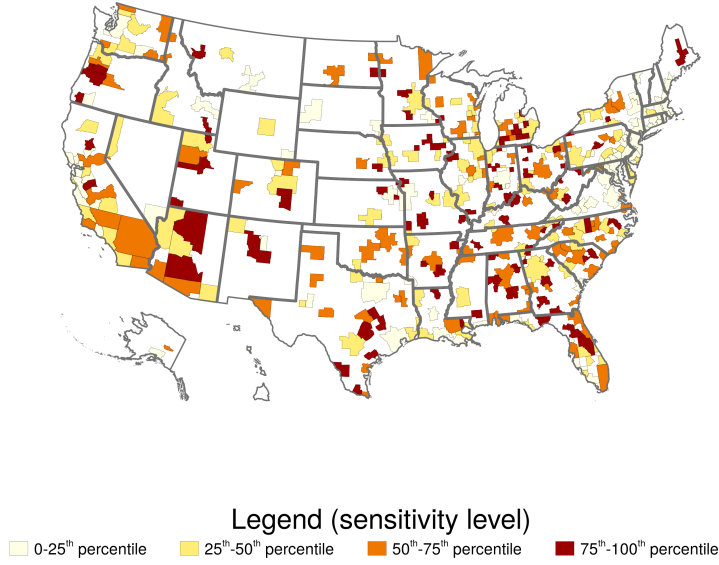 Legend (sensitivity level)
0-25th percentile 25th-50th percentile 50th-75th percentile 75th-100th percentile